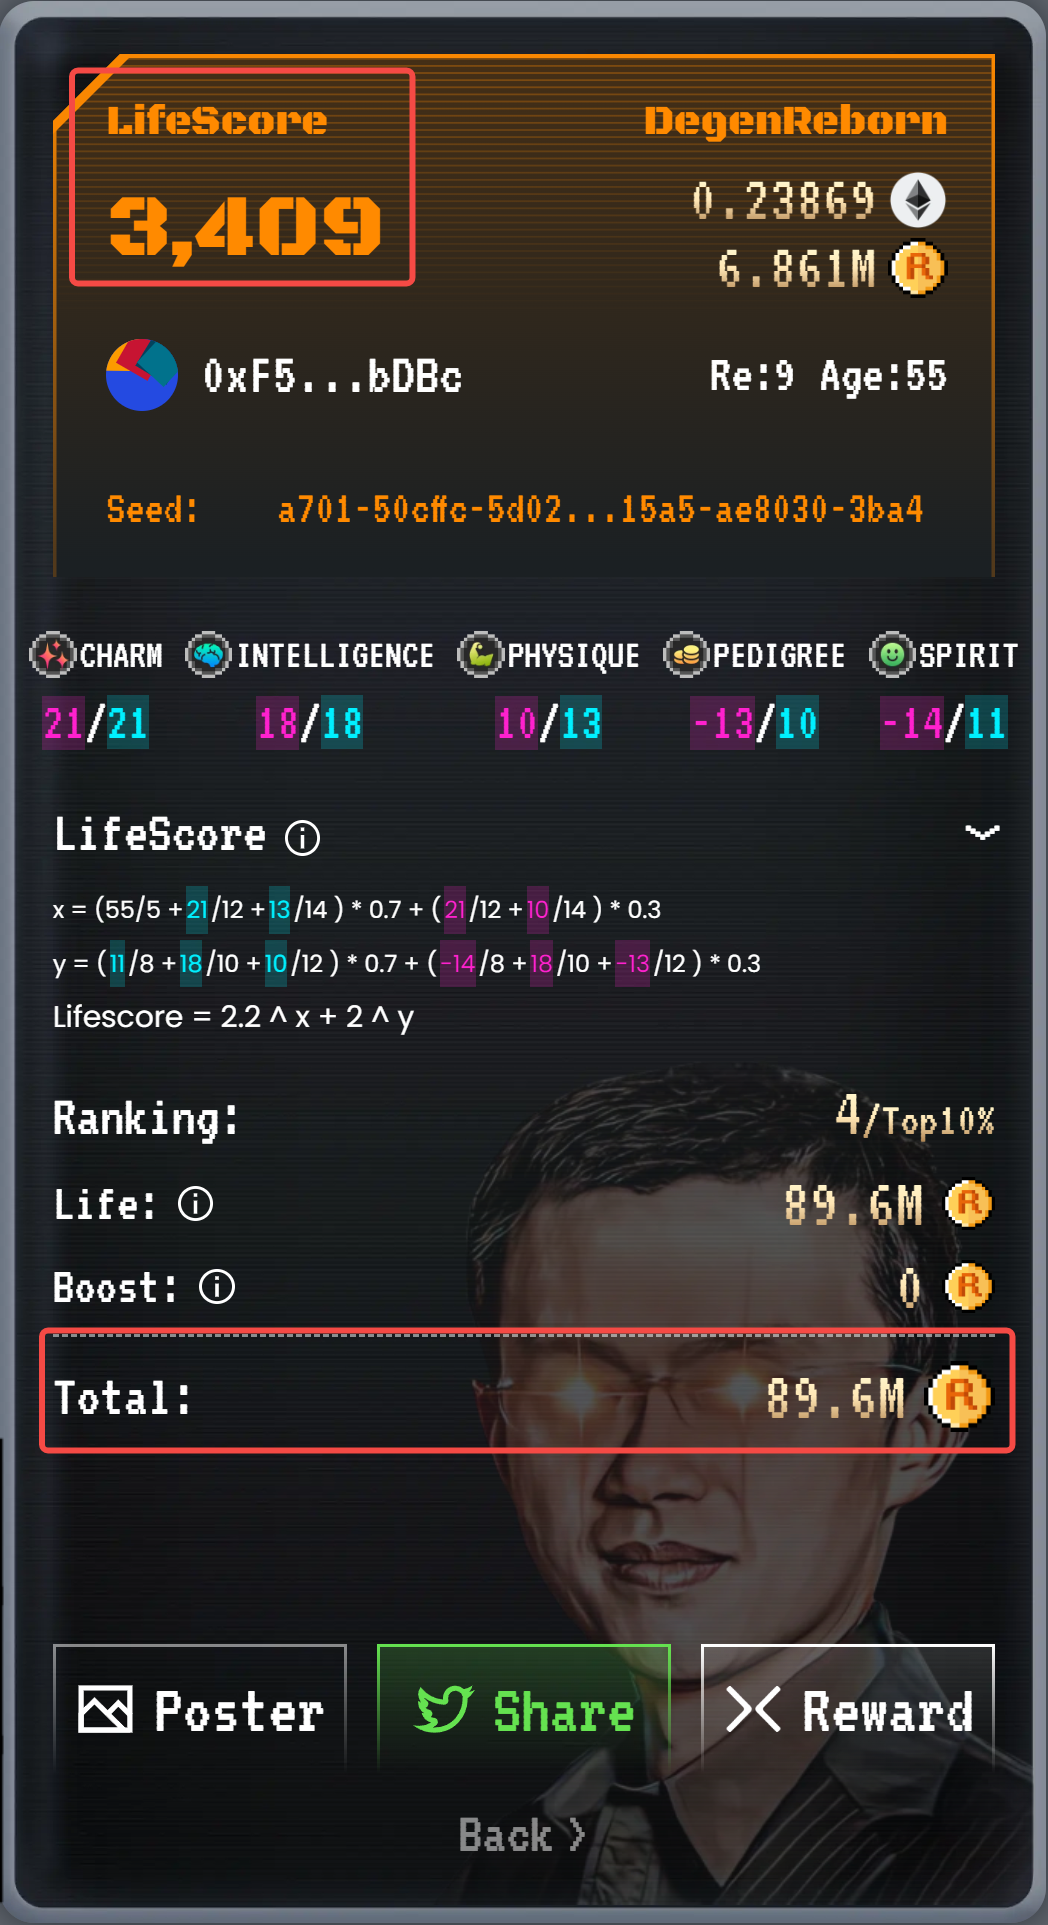 LifeScore DegenReborn
3,409
0.23869
6.861M R
0xF5...bDBc Re:9 Age:55
Seed: a701-50cffc-5d02...15a5-ae8030-3ba4
CHARM INTELLIGENCE PHYSIQUE PEDIGREE SPIRIT
21/21 18/18 10/13 -13/10 -14/11
LifeScore i
x = (55/5 + 21 /12 + 13 /14 ) * 0.7 + ( 21 /12 + 10 /14 ) * 0.3
y = ( 11 /8 + 18 /10 + 10 /12 ) * 0.7 + ( -14 /8 + 18 /10 + -13 /12 ) * 0.3
Lifescore = 2.2 ^ x + 2 ^ y
Ranking: 4/Top10%
Life: i 89.6M R
Boost: i 0 R
Total: 89.6M R
Poster Share Reward
Back >